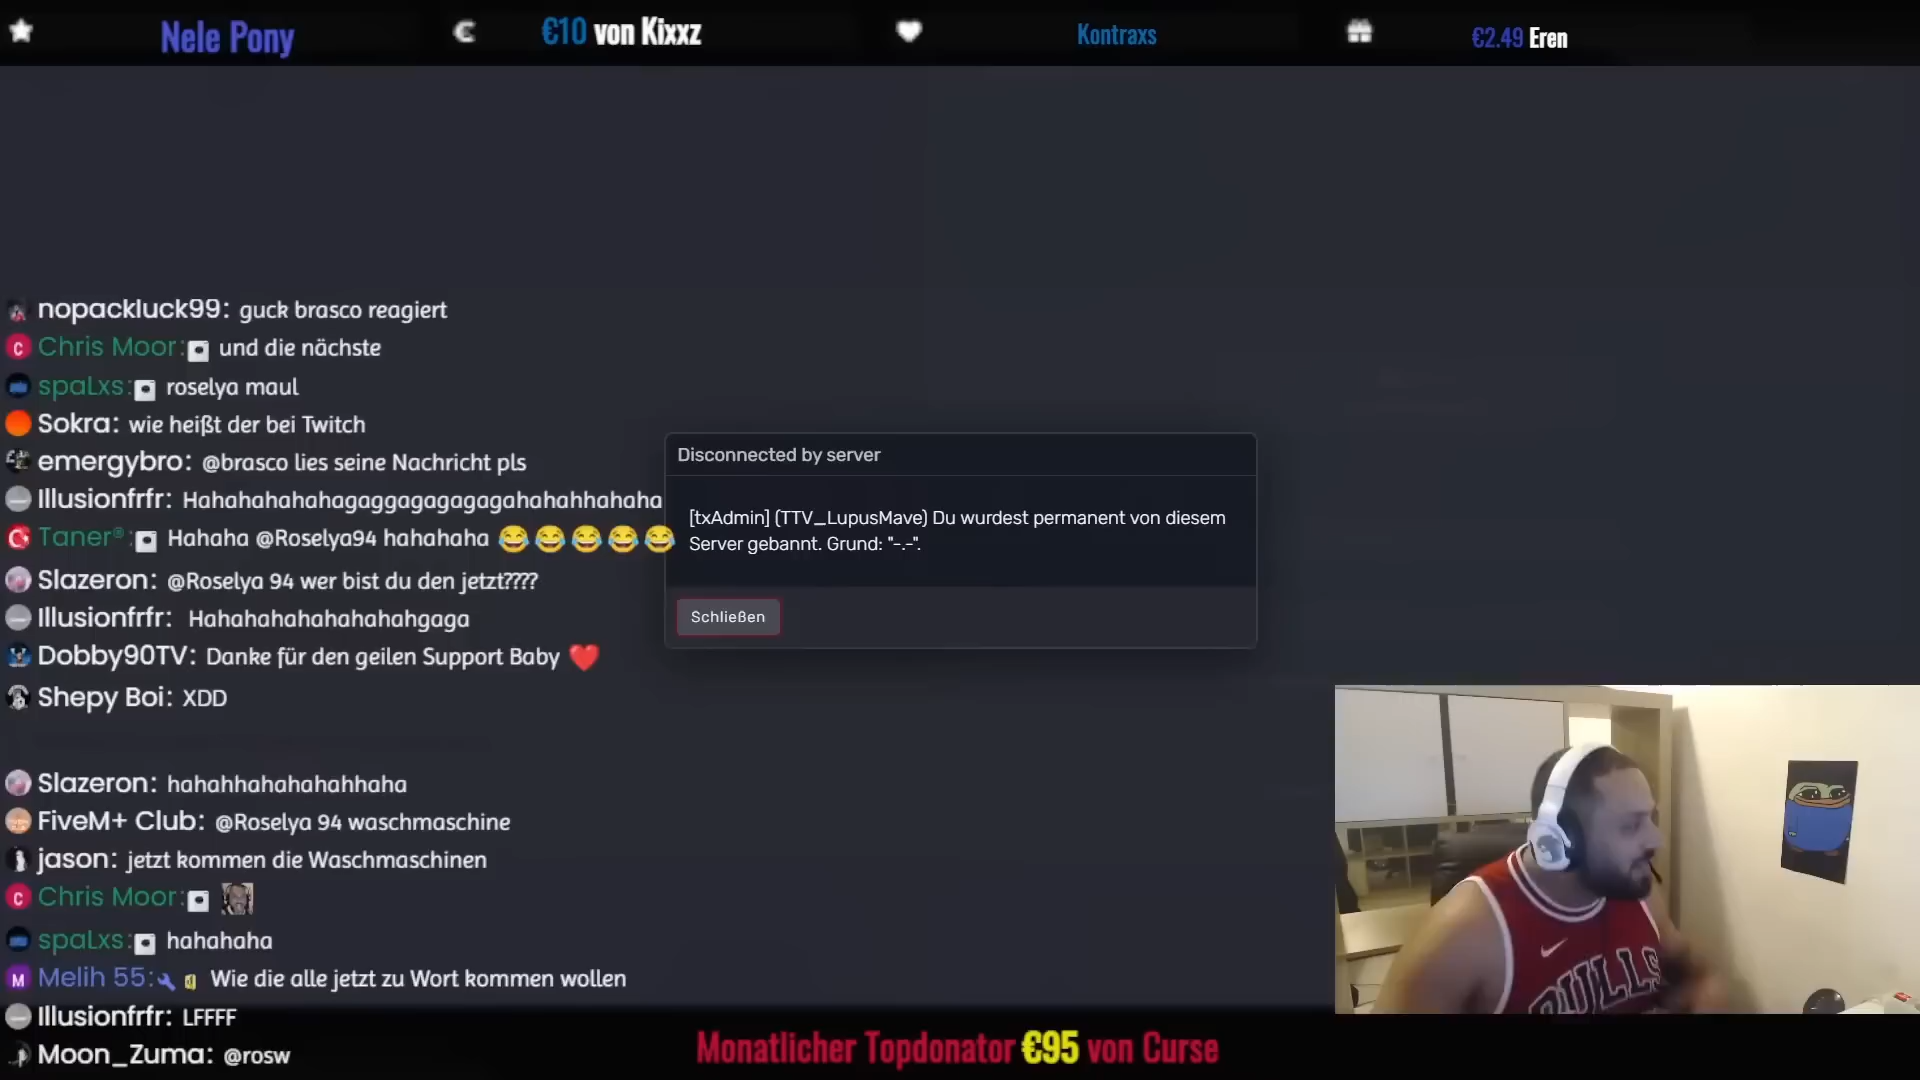 Nele Pony
€10 von Kixxz
Kontraxs
€2.49 Eren
nopackluck99: guck brasco reagiert
Chris Moor: und die nächste
spaLxs: roselya maul
Sokra: wie heißt der bei Twitch
emergybro: @brasco lies seine Nachricht pls
Illusionfrfr: Hahahahahahagaggagagagagahahahhahaha
Taner®: Hahaha @Roselya94 hahahaha 😂😂😂😂😂
Slazeron: @Roselya 94 wer bist du den jetzt????
Illusionfrfr: Hahahahahahahahahgaga
Dobby90TV: Danke für den geilen Support Baby ❤️
Shepy Boi: XDD
Slazeron: hahahhahahahahhaha
FiveM+ Club: @Roselya 94 waschmaschine
jason: jetzt kommen die Waschmaschinen
Chris Moor:
spaLxs: hahahaha
Melih 55: Wie die alle jetzt zu Wort kommen wollen
Illusionfrfr: LFFFF
Moon_Zuma: @rosw
Disconnected by server
[txAdmin] (TTV_LupusMave) Du wurdest permanent von diesem
Server gebannt. Grund: "-.-".
Schließen
BULLS
Monatlicher Topdonator €95 von Curse